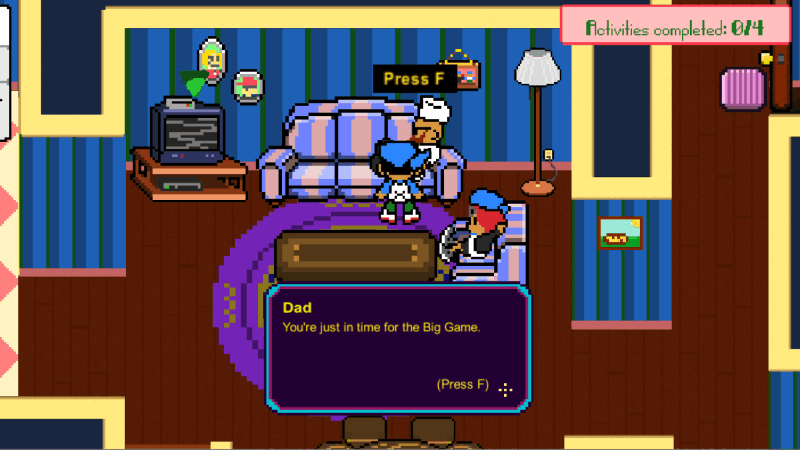 Activities completed: 0/4
Press F
Dad
You're just in time for the Big Game.
(Press F)